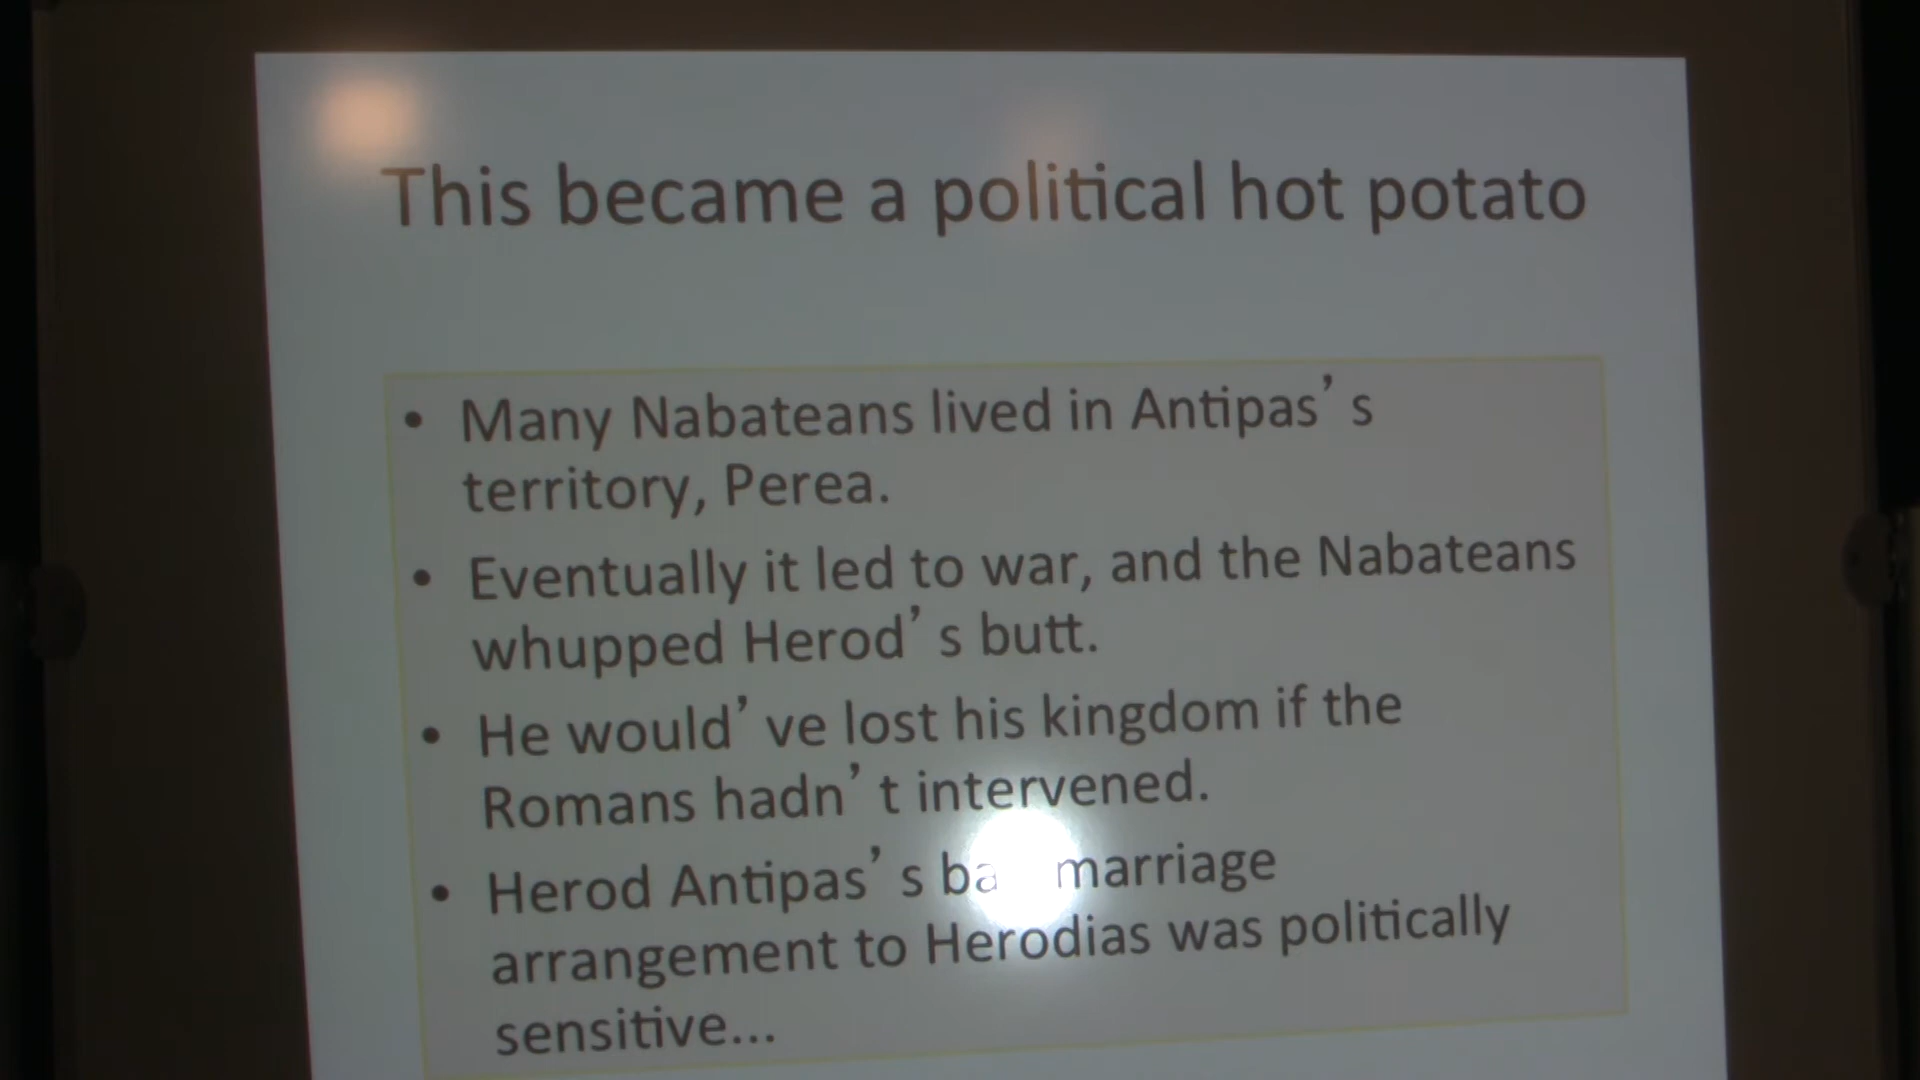 This became a political hot potato
• Many Nabateans lived in Antipas’s
territory, Perea.
• Eventually it led to war, and the Nabateans
whupped Herod’s butt.
• He would’ve lost his kingdom if the
Romans hadn’t intervened.
• Herod Antipas’s marriage
arrangement to Herodias was politically
sensitive...